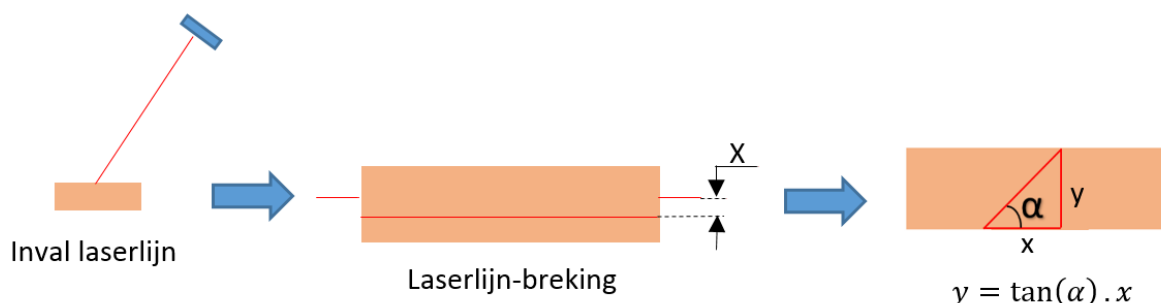 Inval laserlijn
X
Laserlijn-breking
α
y
x
y = tan(α) . x